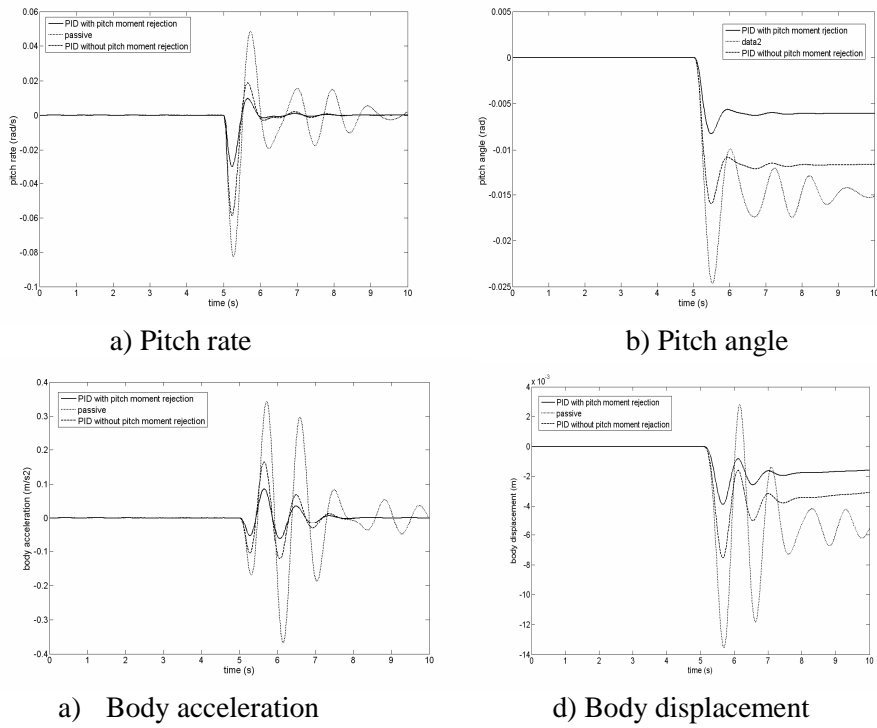 0.06
0.04
0.02
0
-0.02
-0.04
-0.06
-0.08
-0.1
pitch rate (rad/s)
PID with pitch moment rejection
passive
PID without pitch moment rejection
0 1 2 3 4 5 6 7 8 9 10
time (s)
a) Pitch rate
0
-0.005
-0.01
-0.015
-0.02
-0.025
pitch angle (rad)
PID with pitch moment rjection
data2
PID without pitch moment rejection
0 1 2 3 4 5 6 7 8 9 10
time (s)
b) Pitch angle
0.4
0.3
0.2
0.1
0
-0.1
-0.2
-0.3
-0.4
body acceleration (m/s2)
PID with pitch moment rejection
passive
PID without pitch moment rejection
0 1 2 3 4 5 6 7 8 9 10
time (s)
a) Body acceleration
x 10-3
4
2
0
-2
-4
-6
-8
-10
-12
-14
body displacement (m)
PID with pitch moment rejection
passive
PID without pitch moment rejaction
0 1 2 3 4 5 6 7 8 9 10
time (s)
d) Body displacement